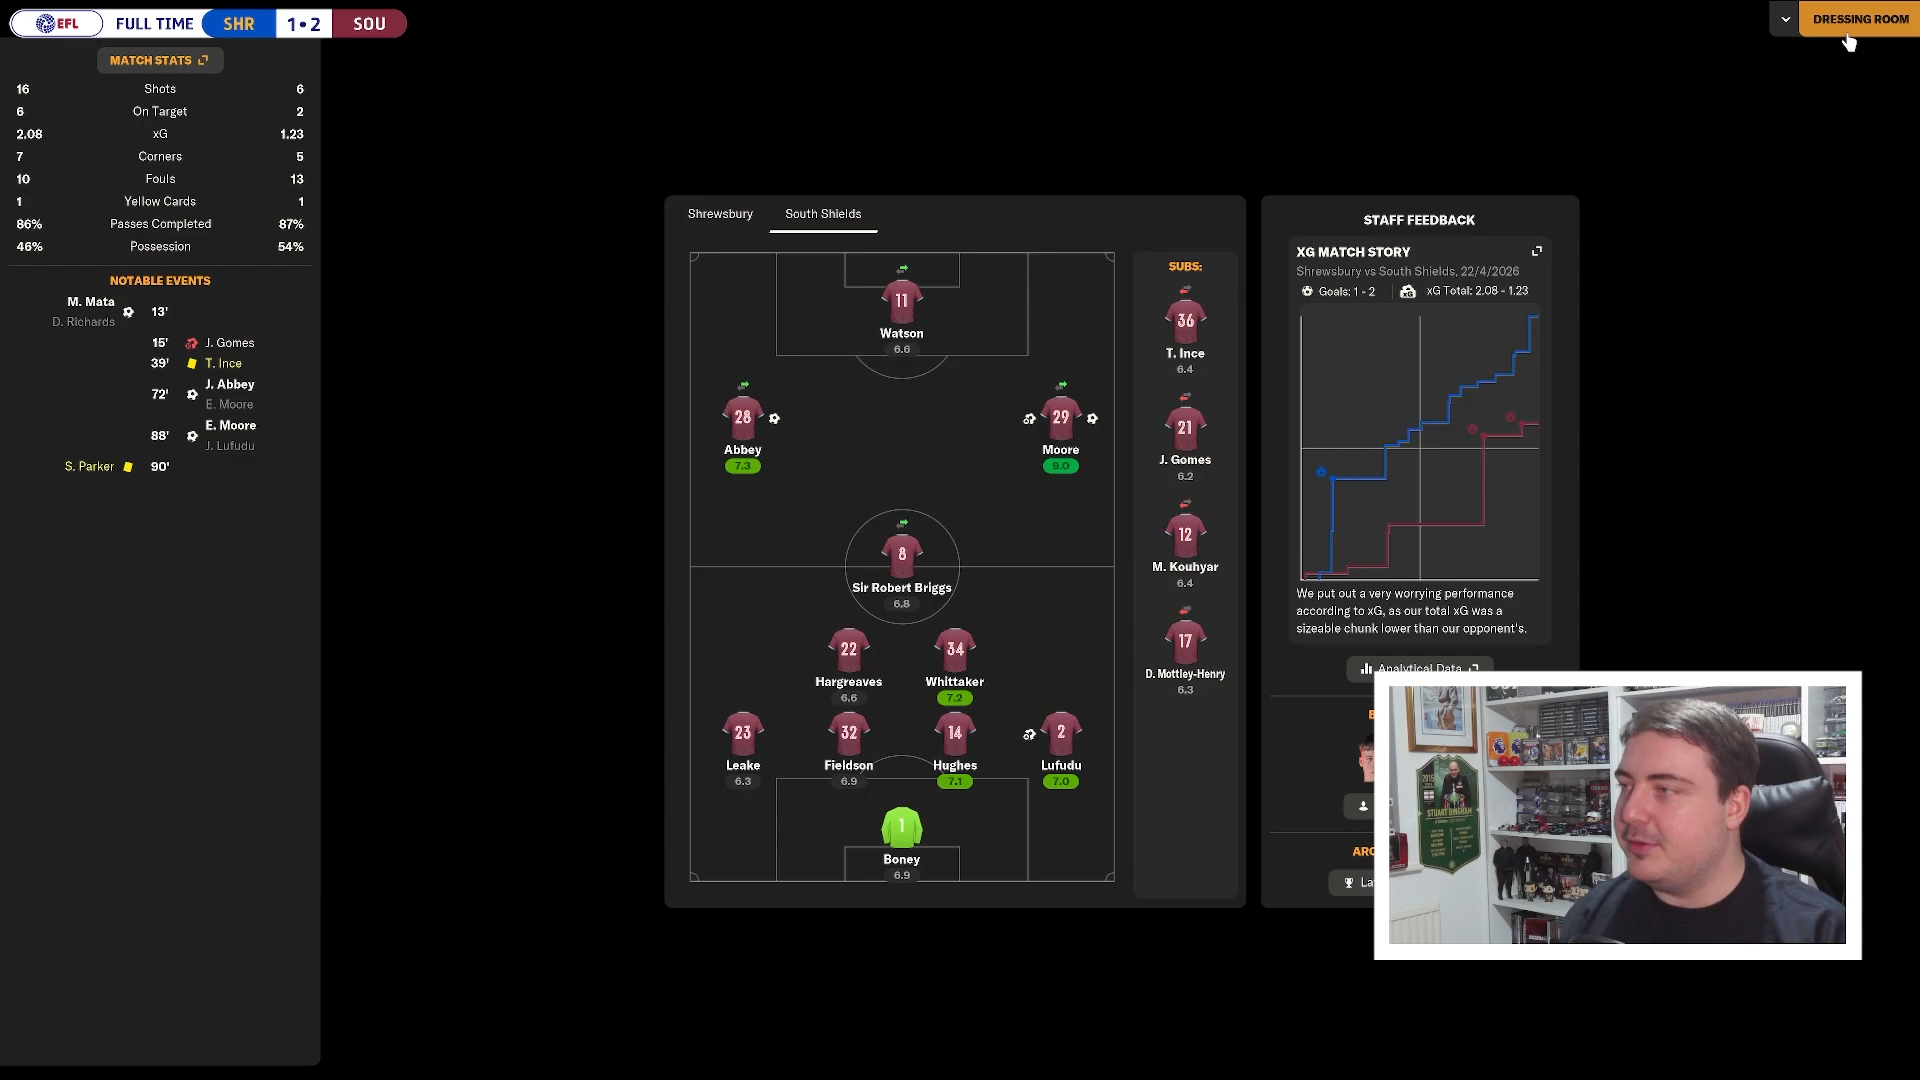 EFL FULL TIME SHR 1 • 2 SOU
DRESSING ROOM
MATCH STATS
16 Shots 6
6 On Target 2
2.08 xG 1.23
7 Corners 5
10 Fouls 13
1 Yellow Cards 1
86% Passes Completed 87%
46% Possession 54%
NOTABLE EVENTS
M. Mata 13'
D. Richards
15' J. Gomes
39' T. Ince
72' J. Abbey
E. Moore
88' E. Moore
J. Lufudu
S. Parker 90'
Shrewsbury South Shields
11
Watson
6.6
28
Abbey
7.3
29
Moore
9.0
8
Sir Robert Briggs
6.8
22
Hargreaves
6.6
34
Whittaker
7.2
23
Leake
6.3
32
Fieldson
6.9
14
Hughes
7.1
2
Lufudu
7.0
1
Boney
6.9
SUBS:
36
T. Ince
6.4
21
J. Gomes
6.2
12
M. Kouhyar
6.4
17
D. Mottley-Henry
6.3
STAFF FEEDBACK
XG MATCH STORY
Shrewsbury vs South Shields, 22/4/2026
Goals: 1 - 2 xG Total: 2.08 - 1.23
We put out a very worrying performance
according to xG, as our total xG was a
sizeable chunk lower than our opponent's.
Analytical Data
STUART BINGHAM